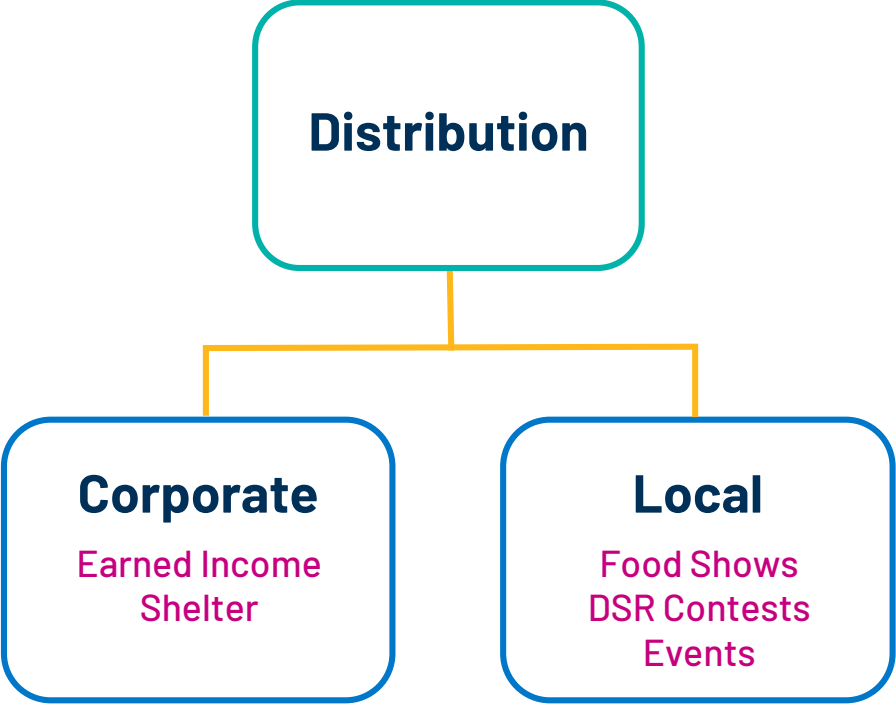 Distribution
Corporate
Earned Income
Shelter
Local
Food Shows
DSR Contests
Events